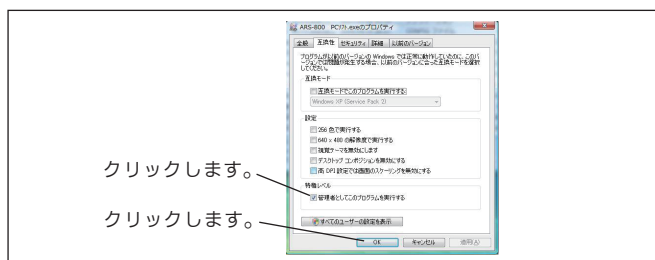 ARS-800 PCソフト.exeのプロパティ
全般 互換性 セキュリティ 詳細 以前のバージョン
プログラムが以前のバージョンの Windows では正常に動作していたのに、このバ
ージョンでは問題が発生する場合、以前のバージョンに合った互換モードを選択
してください。
互換モード
互換モードでこのプログラムを実行する:
Windows XP (Service Pack 2)
設定
256 色で実行する
640 x 480 の解像度で実行する
視覚テーマを無効にします
デスクトップ コンポジションを無効にする
高 DPI 設定では画面のスケーリングを無効にする
クリックします。
特権レベル
管理者としてこのプログラムを実行する
クリックします。
すべてのユーザーの設定を表示
OK キャンセル 適用(A)